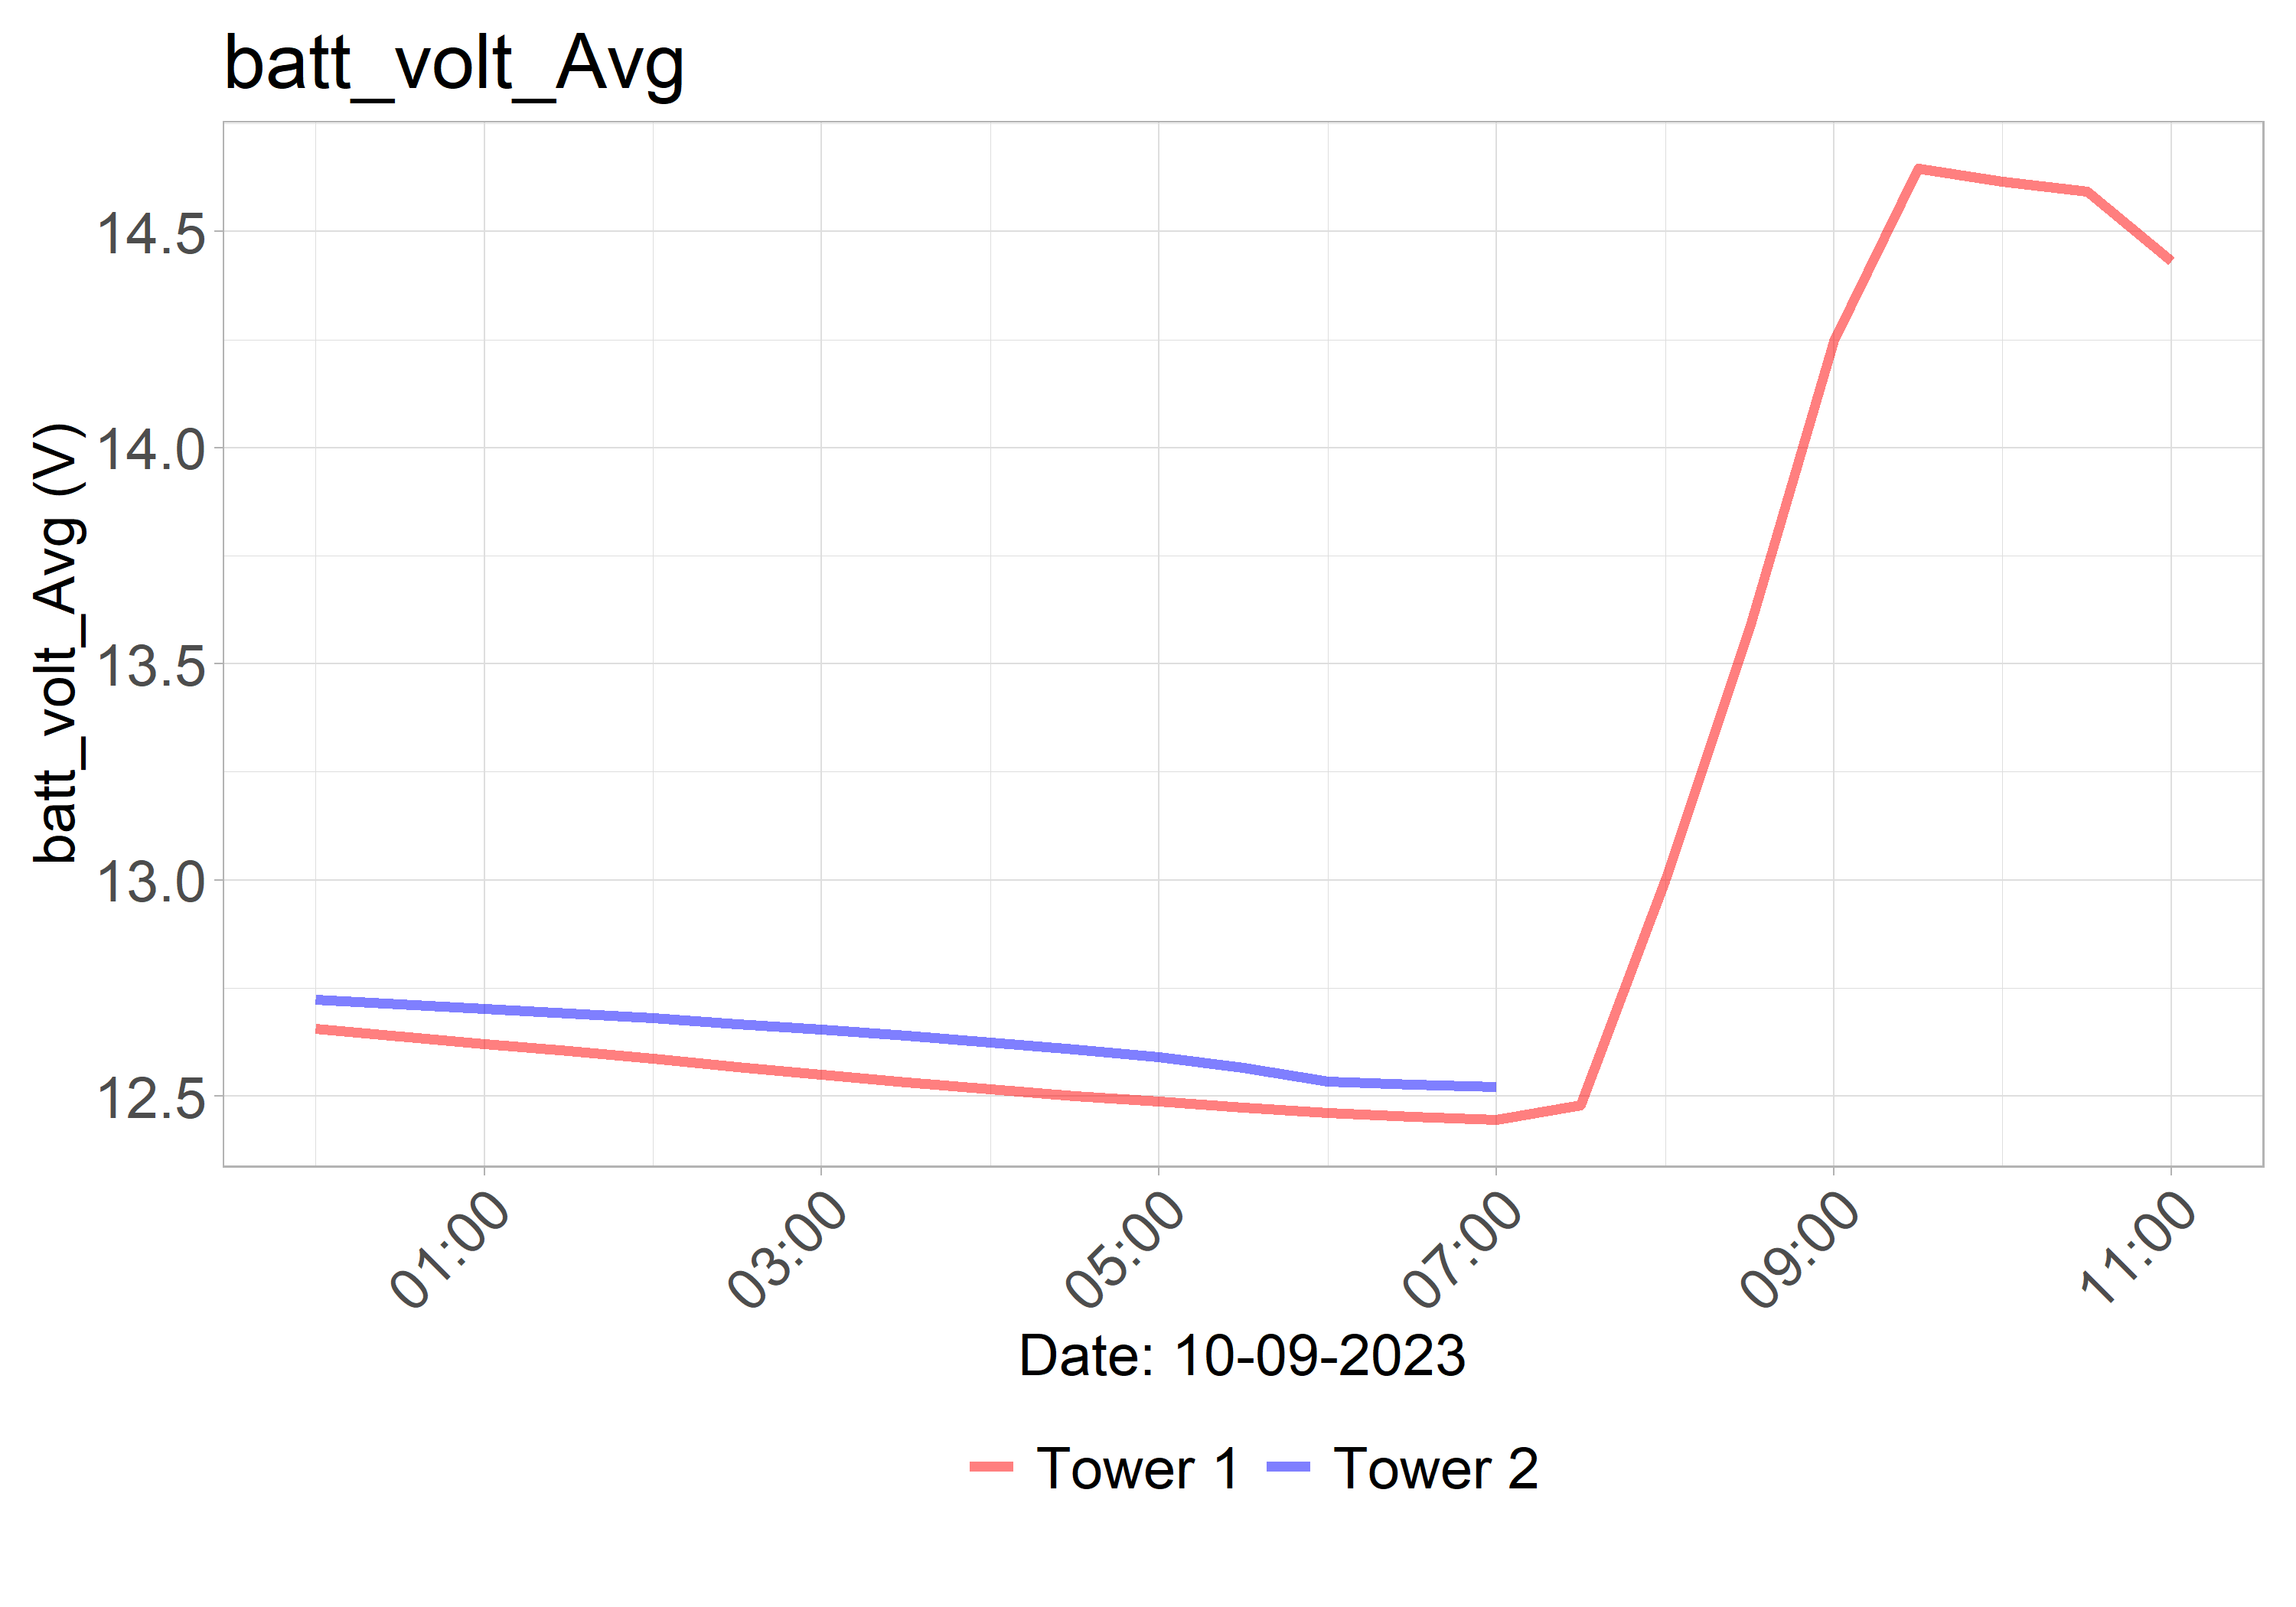 batt_volt_Avg
batt_volt_Avg (V)
14.5
14.0
13.5
13.0
12.5
01:00 03:00 05:00 07:00 09:00 11:00
Date: 10-09-2023
Tower 1 Tower 2